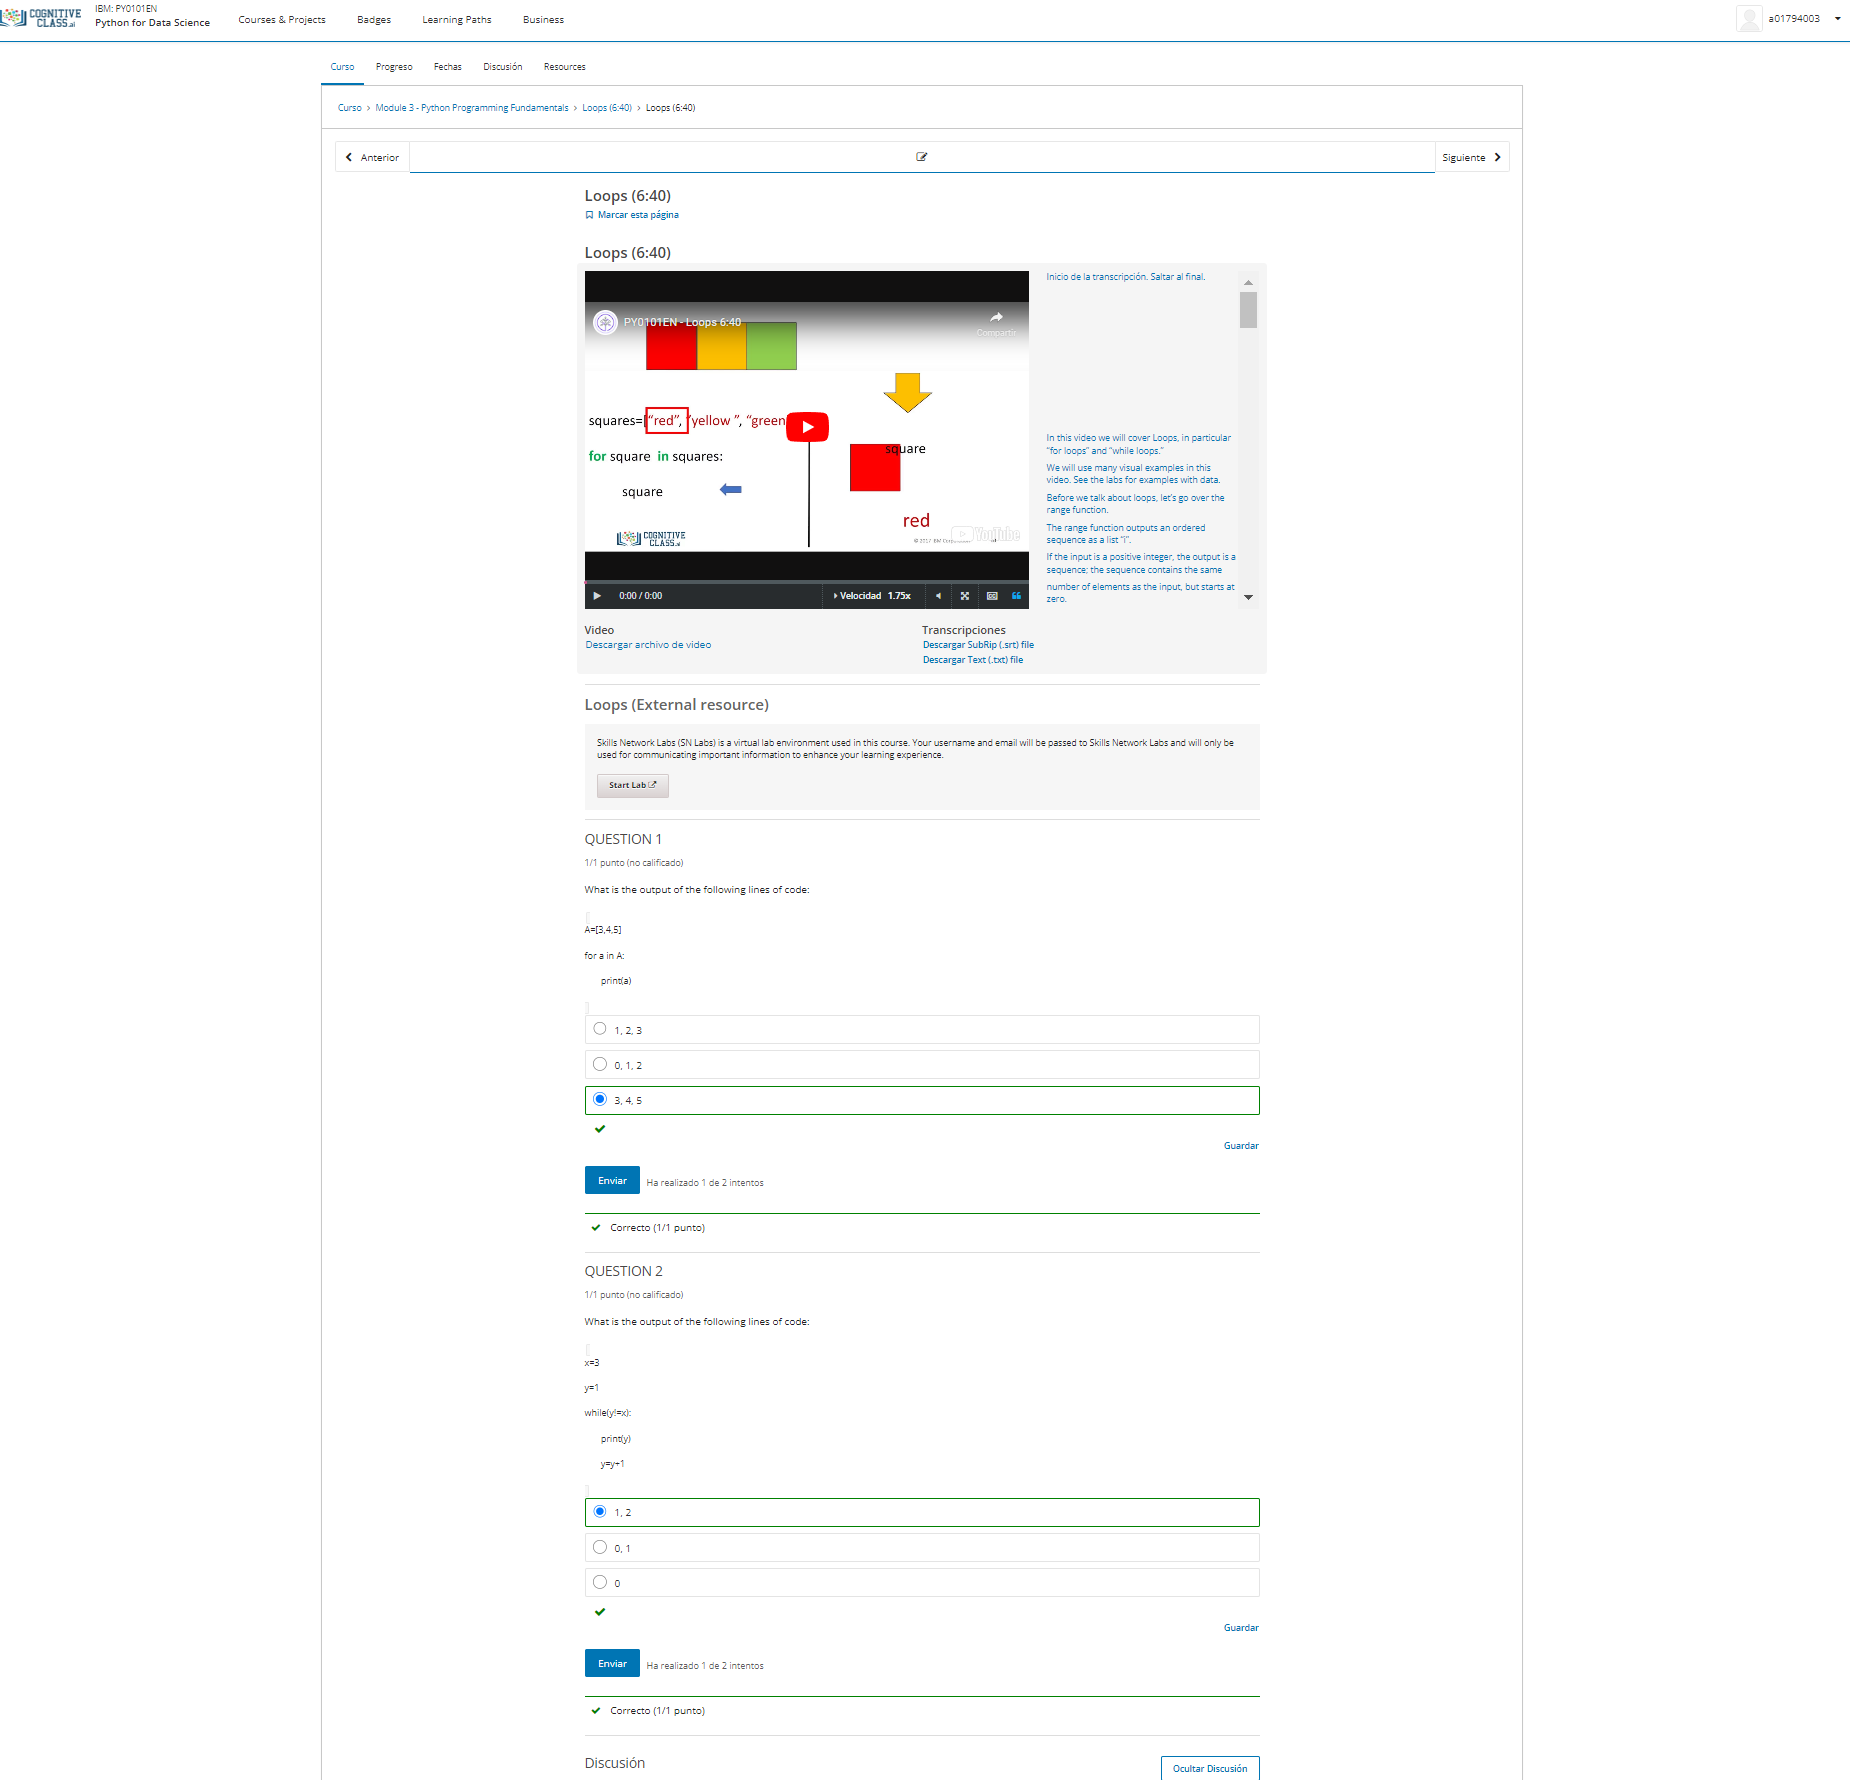 COGNITIVE CLASS.ai
IBM: PY0101EN
Python for Data Science
Courses & Projects
Badges
Learning Paths
Business
a01794003
Curso
Progreso
Fechas
Discusión
Resources
Curso > Module 3 - Python Programming Fundamentals > Loops (6:40) > Loops (6:40)
Anterior
Siguiente
Loops (6:40)
Marcar esta página
Loops (6:40)
PY0101EN - Loops 6:40
Compartir
squares=["red", "yellow ", "green
for square in squares:
square
square
red
COGNITIVE CLASS.ai
YouTube
0:00 / 0:00
Velocidad 1.75x
Inicio de la transcripción. Saltar al final.
In this video we will cover Loops, in particular
“for loops” and “while loops.”
We will use many visual examples in this
video. See the labs for examples with data.
Before we talk about loops, let’s go over the
range function.
The range function outputs an ordered
sequence as a list “i”.
If the input is a positive integer, the output is a
sequence; the sequence contains the same
number of elements as the input, but starts at
zero.
Video
Descargar archivo de video
Transcripciones
Descargar SubRip (.srt) file
Descargar Text (.txt) file
Loops (External resource)
Skills Network Labs (SN Labs) is a virtual lab environment used in this course. Your username and email will be passed to Skills Network Labs and will only be
used for communicating important information to enhance your learning experience.
Start Lab
QUESTION 1
1/1 punto (no calificado)
What is the output of the following lines of code:
A=[3,4,5]
for a in A:
print(a)
1, 2, 3
0, 1, 2
3, 4, 5
Guardar
Enviar
Ha realizado 1 de 2 intentos
Correcto (1/1 punto)
QUESTION 2
1/1 punto (no calificado)
What is the output of the following lines of code:
x=3
y=1
while(y!=x):
print(y)
y=y+1
1, 2
0, 1
0
Guardar
Enviar
Ha realizado 1 de 2 intentos
Correcto (1/1 punto)
Discusión
Ocultar Discusión